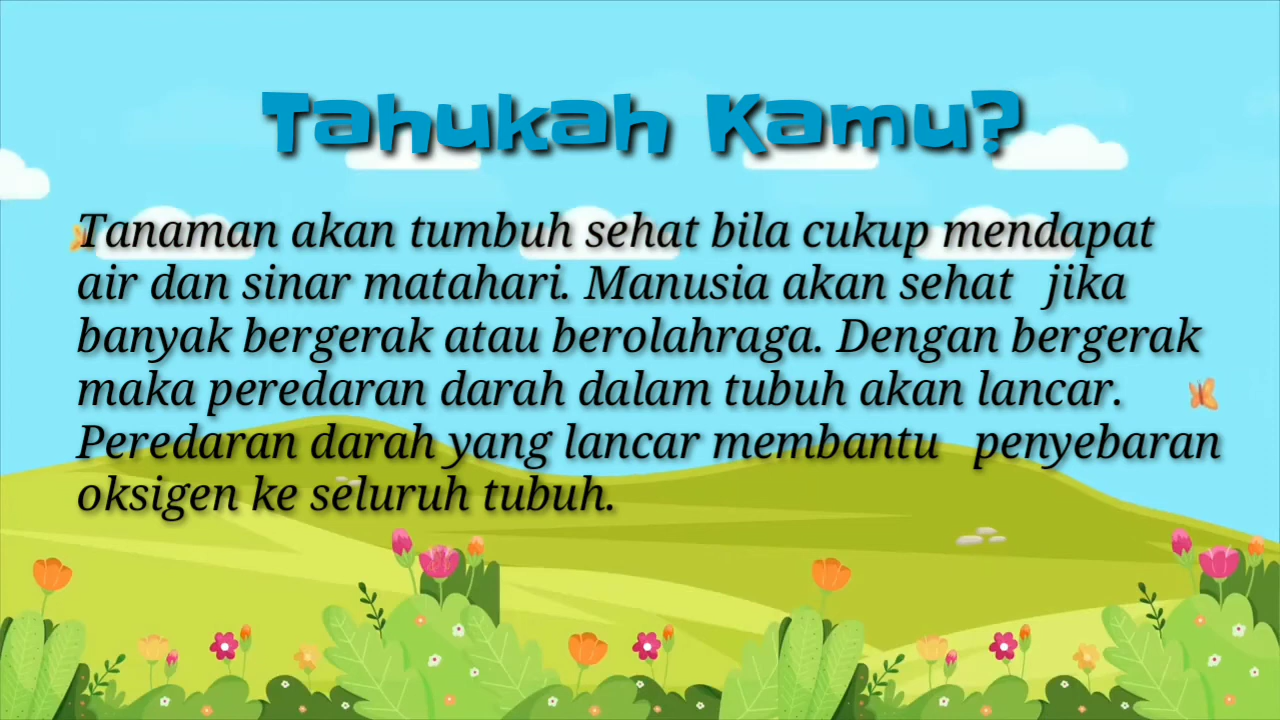 Tahukah Kamu?
Tanaman akan tumbuh sehat bila cukup mendapat
air dan sinar matahari. Manusia akan sehat jika
banyak bergerak atau berolahraga. Dengan bergerak
maka peredaran darah dalam tubuh akan lancar.
Peredaran darah yang lancar membantu penyebaran
oksigen ke seluruh tubuh.